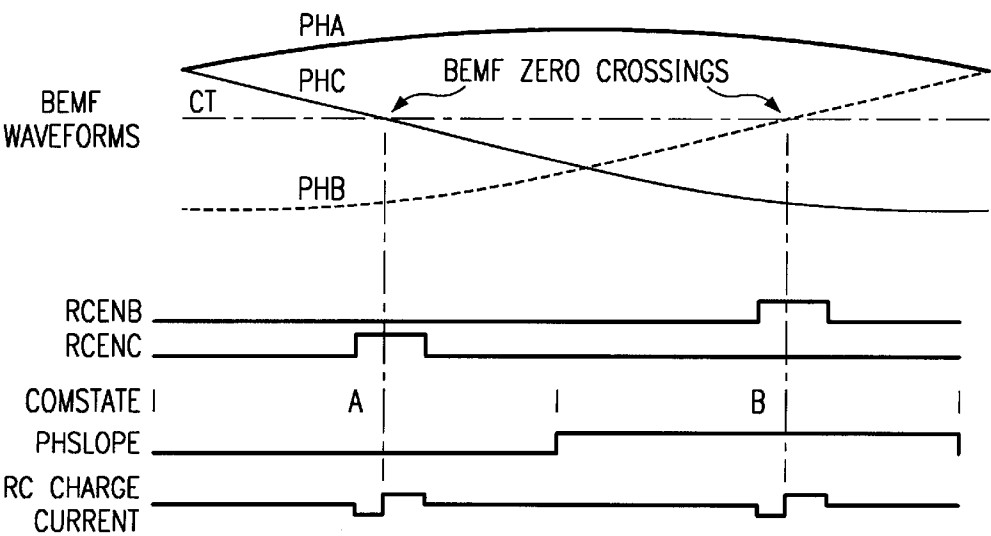 PHA
PHC
BEMF ZERO CROSSINGS
CT
BEMF
WAVEFORMS
PHB
RCENB
RCENC
COMSTATE
A
B
PHSLOPE
RC CHARGE
CURRENT